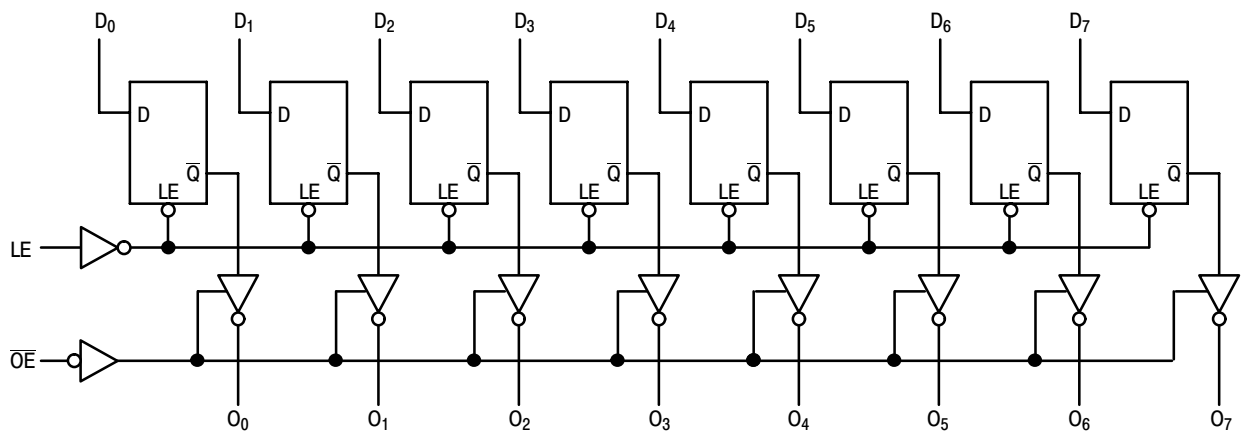 D₀ D₁ D₂ D₃ D₄ D₅ D₆ D₇
D D D D D D D D
Q̅ Q̅ Q̅ Q̅ Q̅ Q̅ Q̅ Q̅
LE LE LE LE LE LE LE LE
LE
O̅E̅
O₀ O₁ O₂ O₃ O₄ O₅ O₆ O₇